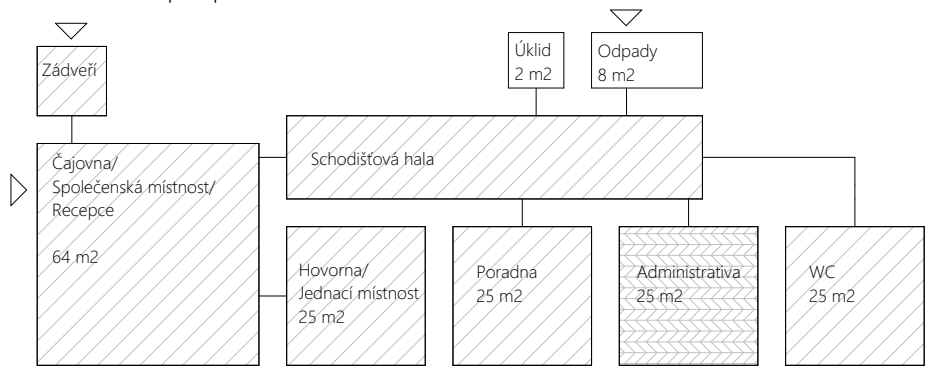 Zádveří
Úklid
2 m2
Odpady
8 m2
Čajovna/
Společenská místnost/
Recepce
64 m2
Schodišťová hala
Hovorna/
Jednací místnost
25 m2
Poradna
25 m2
Administrativa
25 m2
WC
25 m2